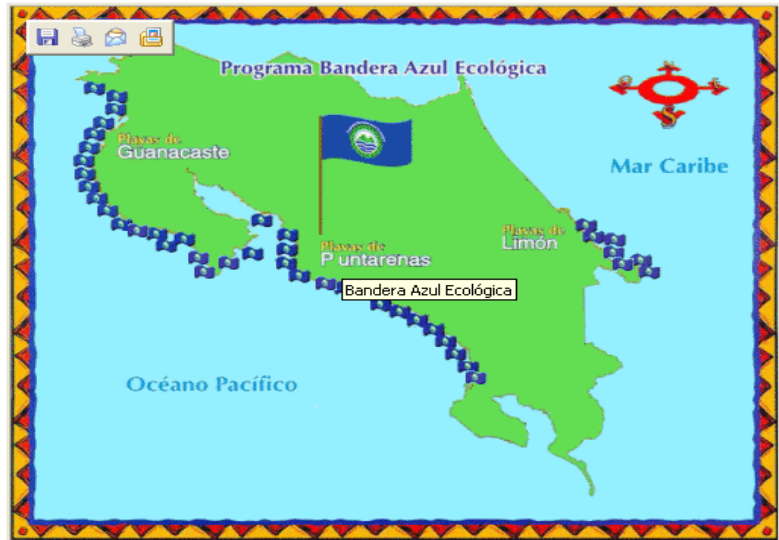 Programa Bandera Azul Ecológica
N
O
E
S
Playas de
Guanacaste
Mar Caribe
Playas de
Limón
Playas de
Puntarenas
Bandera Azul Ecológica
Océano Pacífico